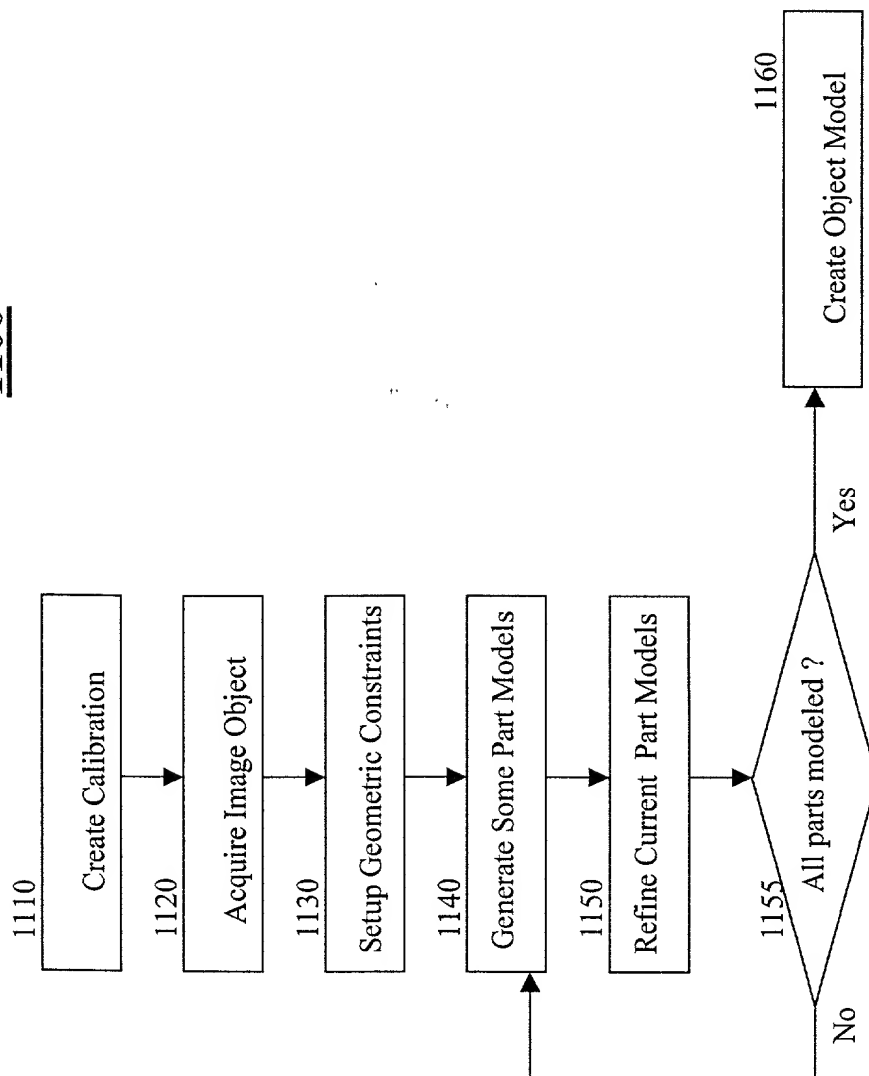 1110
Create Calibration
1120
Acquire Image Object
1130
Setup Geometric Constraints
1140
Generate Some Part Models
1150
Refine Current Part Models
1155
All parts modeled ?
No
Yes
1160
Create Object Model